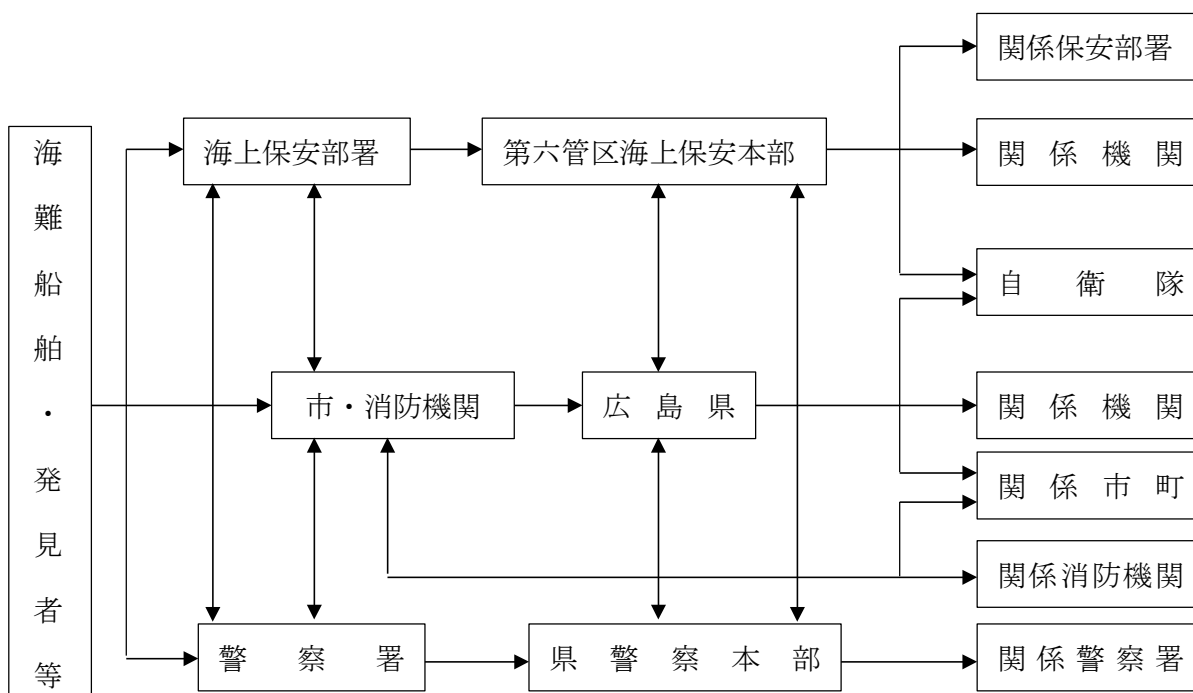 海難船舶・発見者等
海上保安部署
第六管区海上保安本部
関係保安部署
関係機関
自衛隊
市・消防機関
広島県
関係機関
関係市町
関係消防機関
警察署
県警察本部
関係警察署